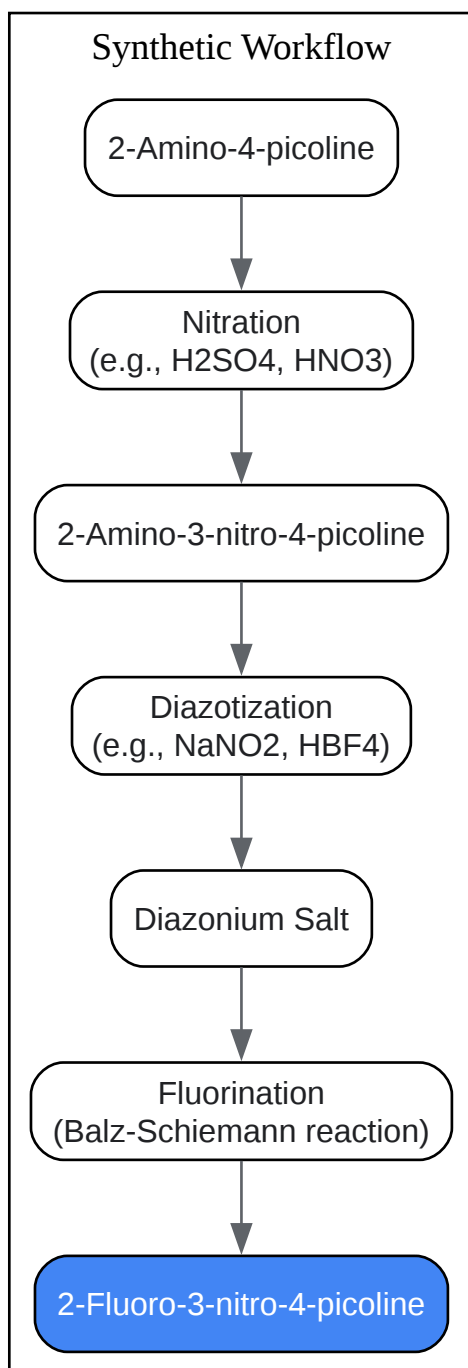 Synthetic Workflow
2-Amino-4-picoline
Nitration
(e.g., H2SO4, HNO3)
2-Amino-3-nitro-4-picoline
Diazotization
(e.g., NaNO2, HBF4)
Diazonium Salt
Fluorination
(Balz-Schiemann reaction)
2-Fluoro-3-nitro-4-picoline